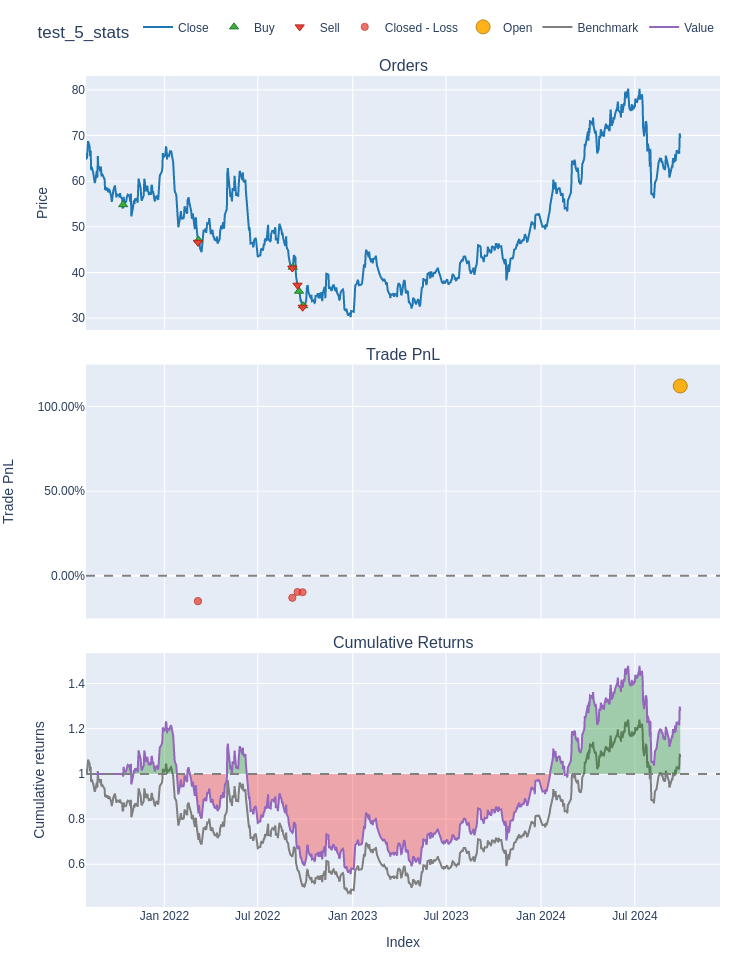 test_5_stats
Close Buy Sell Closed - Loss Open Benchmark Value
Orders
Price
80
70
60
50
40
30
Trade PnL
Trade PnL
100.00%
50.00%
0.00%
Cumulative Returns
Cumulative returns
1.4
1.2
1
0.8
0.6
Jan 2022 Jul 2022 Jan 2023 Jul 2023 Jan 2024 Jul 2024
Index